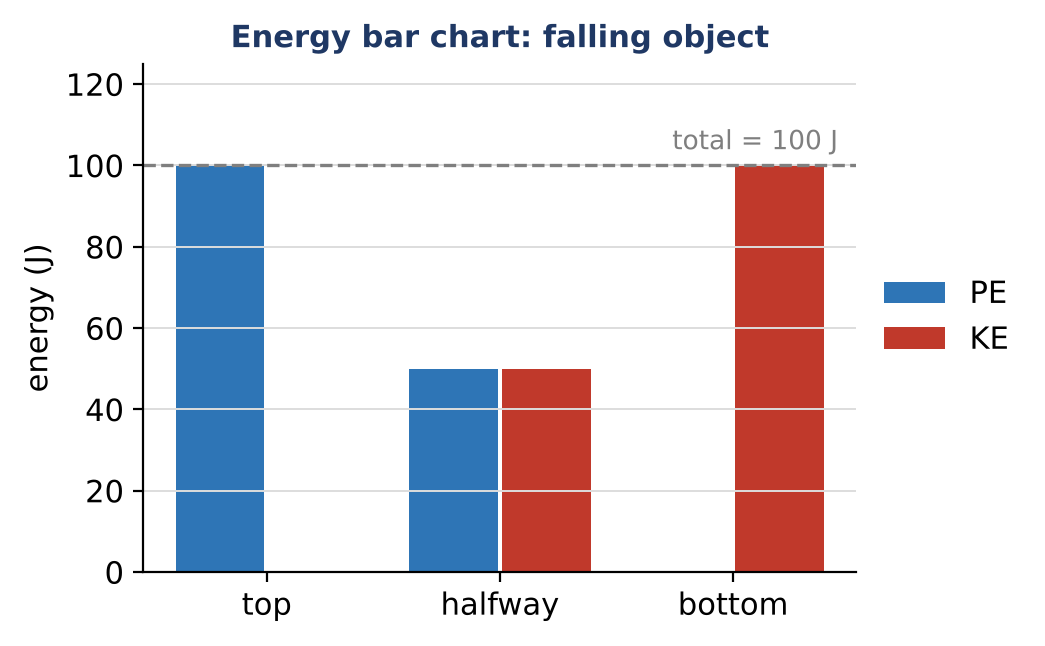 Energy bar chart: falling object
120
100
80
60
40
20
0
energy (J)
total = 100 J
top
halfway
bottom
PE
KE